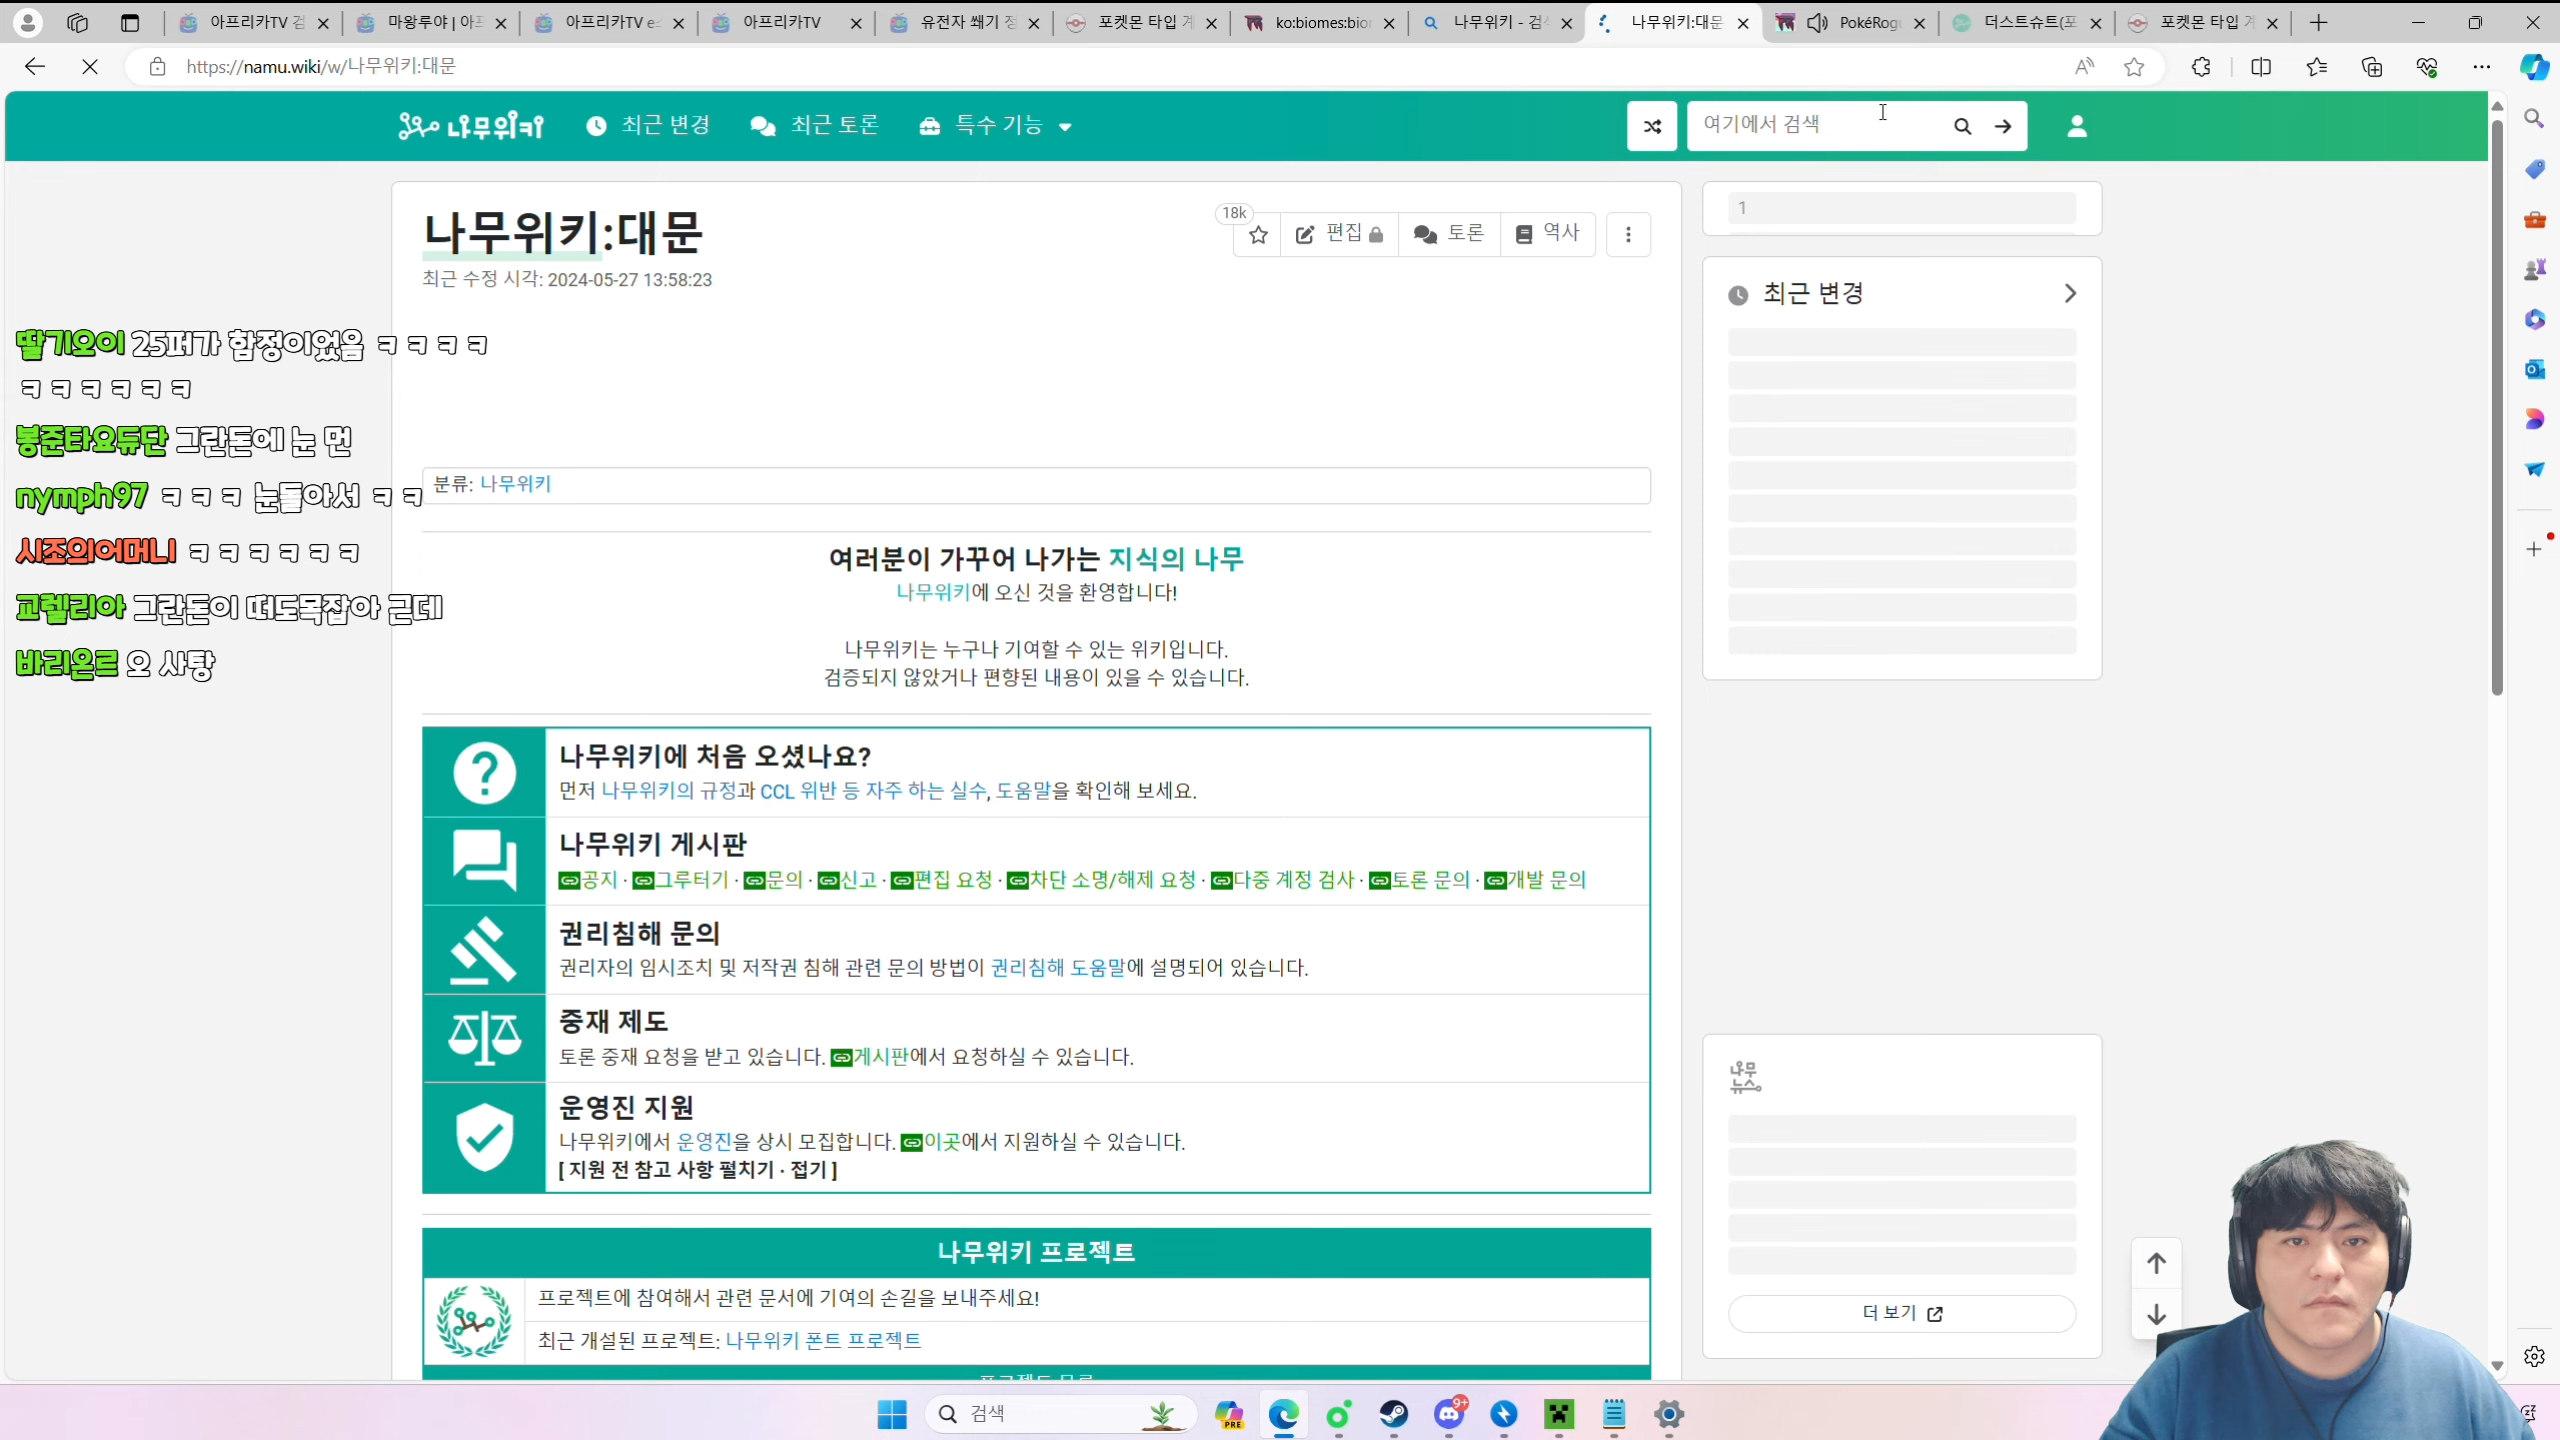 아프리카TV 검
마왕루야 | 아프
아프리카TV e스
아프리카TV
유전자 쐐기 정
포켓몬 타입 계
ko:biomes:bior
나무위키 - 검색
나무위키:대문
PokéRogu
더스트슈트(포
포켓몬 타입 계
https://namu.wiki/w/나무위키:대문
나무위키
최근 변경
최근 토론
특수 기능
여기에서 검색
나무위키:대문
18k
편집
토론
역사
최근 수정 시각: 2024-05-27 13:58:23
1
최근 변경
딸기오이 25퍼가 함정이었음 ㅋㅋㅋㅋ
ㅋㅋㅋㅋㅋㅋ
봉준타요듀단 그란돈에 눈 먼
nymph97 ㅋㅋㅋ 눈돌아서 ㅋㅋ
시조의어머니 ㅋㅋㅋㅋㅋㅋ
교렐리아 그란돈이 떠도목잡아 근데
바리온르 오 사탕
분류: 나무위키
여러분이 가꾸어 나가는 지식의 나무
나무위키에 오신 것을 환영합니다!
나무위키는 누구나 기여할 수 있는 위키입니다.
검증되지 않았거나 편향된 내용이 있을 수 있습니다.
나무위키에 처음 오셨나요?
먼저 나무위키의 규정과 CCL 위반 등 자주 하는 실수, 도움말을 확인해 보세요.
나무위키 게시판
공지 · 그루터기 · 문의 · 신고 · 편집 요청 · 차단 소명/해제 요청 · 다중 계정 검사 · 토론 문의 · 개발 문의
권리침해 문의
권리자의 임시조치 및 저작권 침해 관련 문의 방법이 권리침해 도움말에 설명되어 있습니다.
중재 제도
토론 중재 요청을 받고 있습니다. 게시판에서 요청하실 수 있습니다.
운영진 지원
나무위키에서 운영진을 상시 모집합니다. 이곳에서 지원하실 수 있습니다.
[ 지원 전 참고 사항 펼치기 · 접기 ]
나무뉴스
더 보기
나무위키 프로젝트
프로젝트에 참여해서 관련 문서에 기여의 손길을 보내주세요!
최근 개설된 프로젝트: 나무위키 폰트 프로젝트
검색
PRE
9+